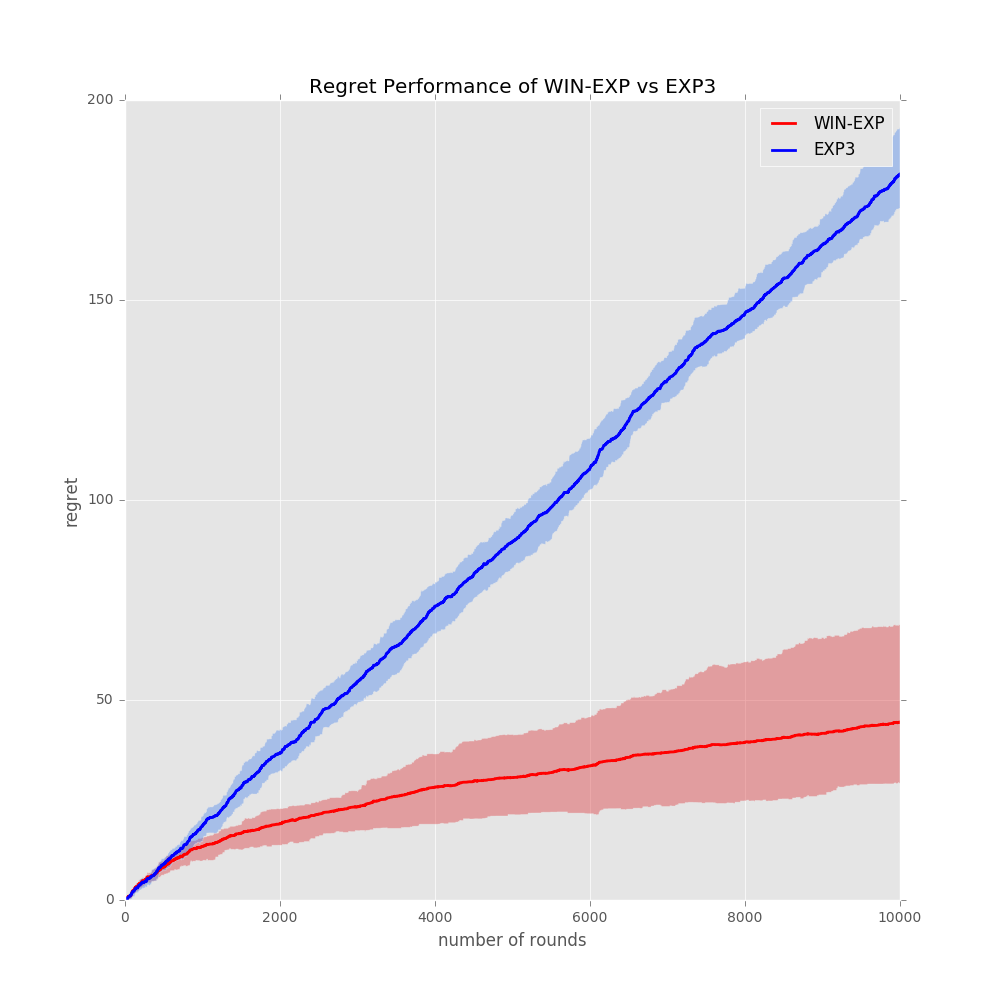 Regret Performance of WIN-EXP vs EXP3
WIN-EXP
EXP3
200
150
100
50
0
regret
0 2000 4000 6000 8000 10000
number of rounds